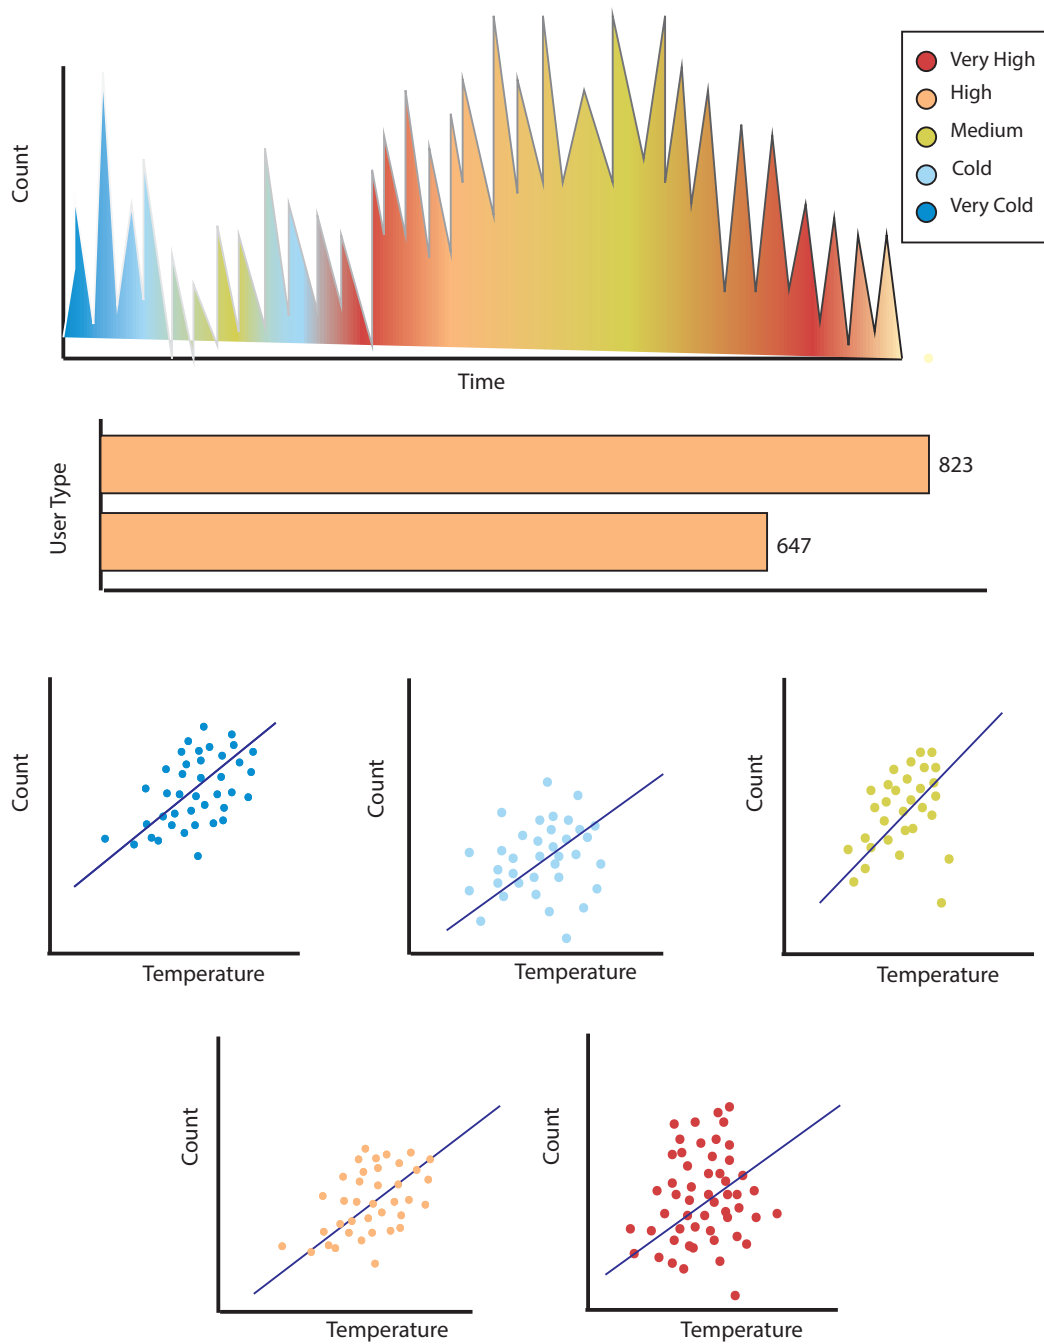 Count
Very High
High
Medium
Cold
Very Cold
Time
User Type
823
647
Count
Temperature
Count
Temperature
Count
Temperature
Count
Temperature
Count
Temperature